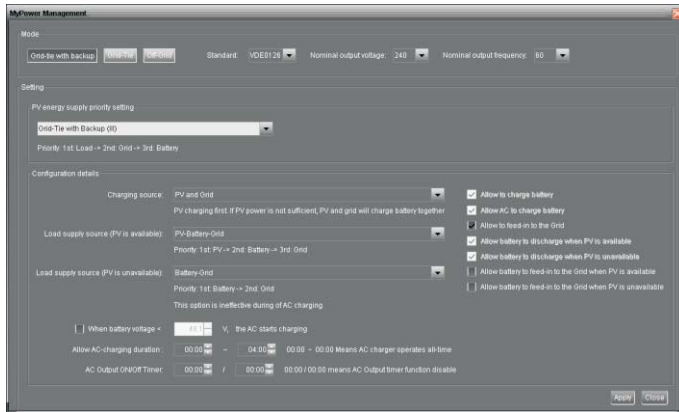 MyPower Management
Mode
Grid-tie with backup Grid-Tie Off-Grid Standard: VDE0126 Nominal output voltage: 240 Nominal output frequency: 60
Setting
PV energy supply priority setting
Grid-Tie with Backup (III)
Priority: 1st: Load -> 2nd: Grid -> 3rd: Battery
Configuration details
Charging source: PV and Grid
PV charging first. If PV power is not sufficient, PV and grid will charge battery together
Load supply source (PV is available): PV-Battery-Grid
Priority: 1st: PV -> 2nd: Battery -> 3rd: Grid
Load supply source (PV is unavailable): Battery-Grid
Priority: 1st: Battery -> 2nd: Grid
This option is ineffective during of AC charging
Allow to charge battery
Allow AC to charge battery
Allow to feed-in to the Grid
Allow battery to discharge when PV is available
Allow battery to discharge when PV is unavailable
Allow battery to feed-in to the Grid when PV is available
Allow battery to feed-in to the Grid when PV is unavailable
When battery voltage < V, the AC starts charging
Allow AC-charging duration: 00:00 ~ 04:00 00:00 ~ 00:00 Means AC charger operates all-time
AC Output ON/Off Timer: 00:00 / 00:00 00:00 / 00:00 means AC Output timer function disable
Apply Close